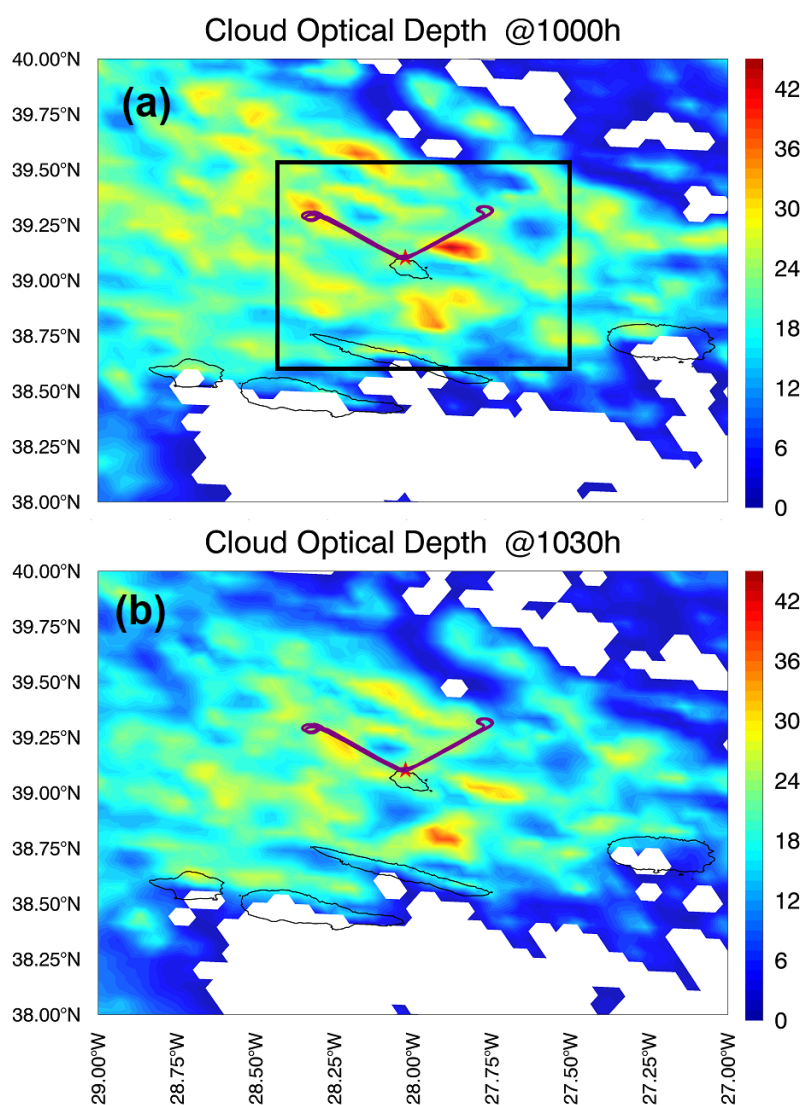 Cloud Optical Depth @1000h
(a)
40.00°N
39.75°N
39.50°N
39.25°N
39.00°N
38.75°N
38.50°N
38.25°N
38.00°N
42
36
30
24
18
12
6
0
Cloud Optical Depth @1030h
(b)
40.00°N
39.75°N
39.50°N
39.25°N
39.00°N
38.75°N
38.50°N
38.25°N
38.00°N
42
36
30
24
18
12
6
0
29.00°W
28.75°W
28.50°W
28.25°W
28.00°W
27.75°W
27.50°W
27.25°W
27.00°W